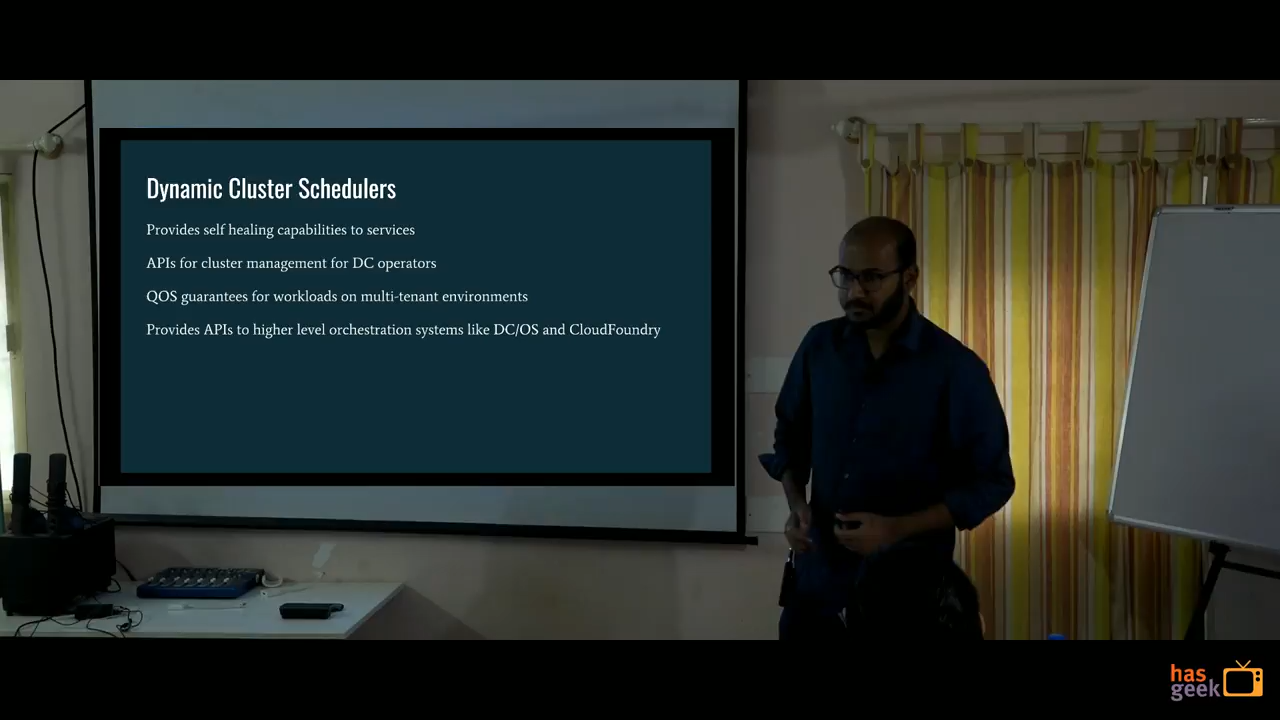 Dynamic Cluster Schedulers
Provides self healing capabilities to services
APIs for cluster management for DC operators
QOS guarantees for workloads on multi-tenant environments
Provides APIs to higher level orchestration systems like DC/OS and CloudFoundry
has
geek